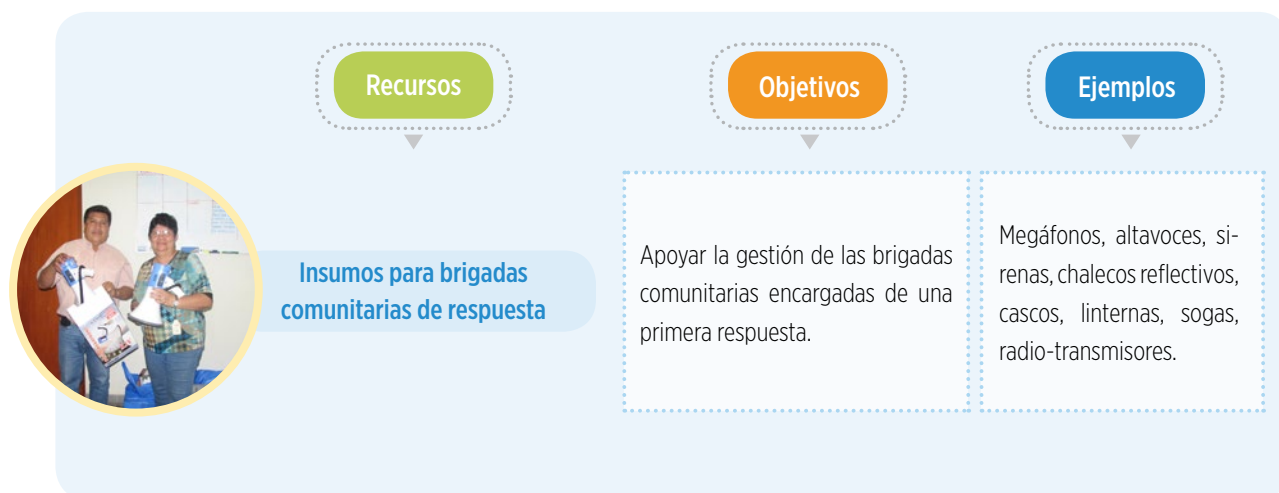 Recursos
Objetivos
Ejemplos
Insumos para brigadas
comunitarias de respuesta
Apoyar la gestión de las brigadas
comunitarias encargadas de una
primera respuesta.
Megáfonos, altavoces, si-
renas, chalecos reflectivos,
cascos, linternas, sogas,
radio-transmisores.